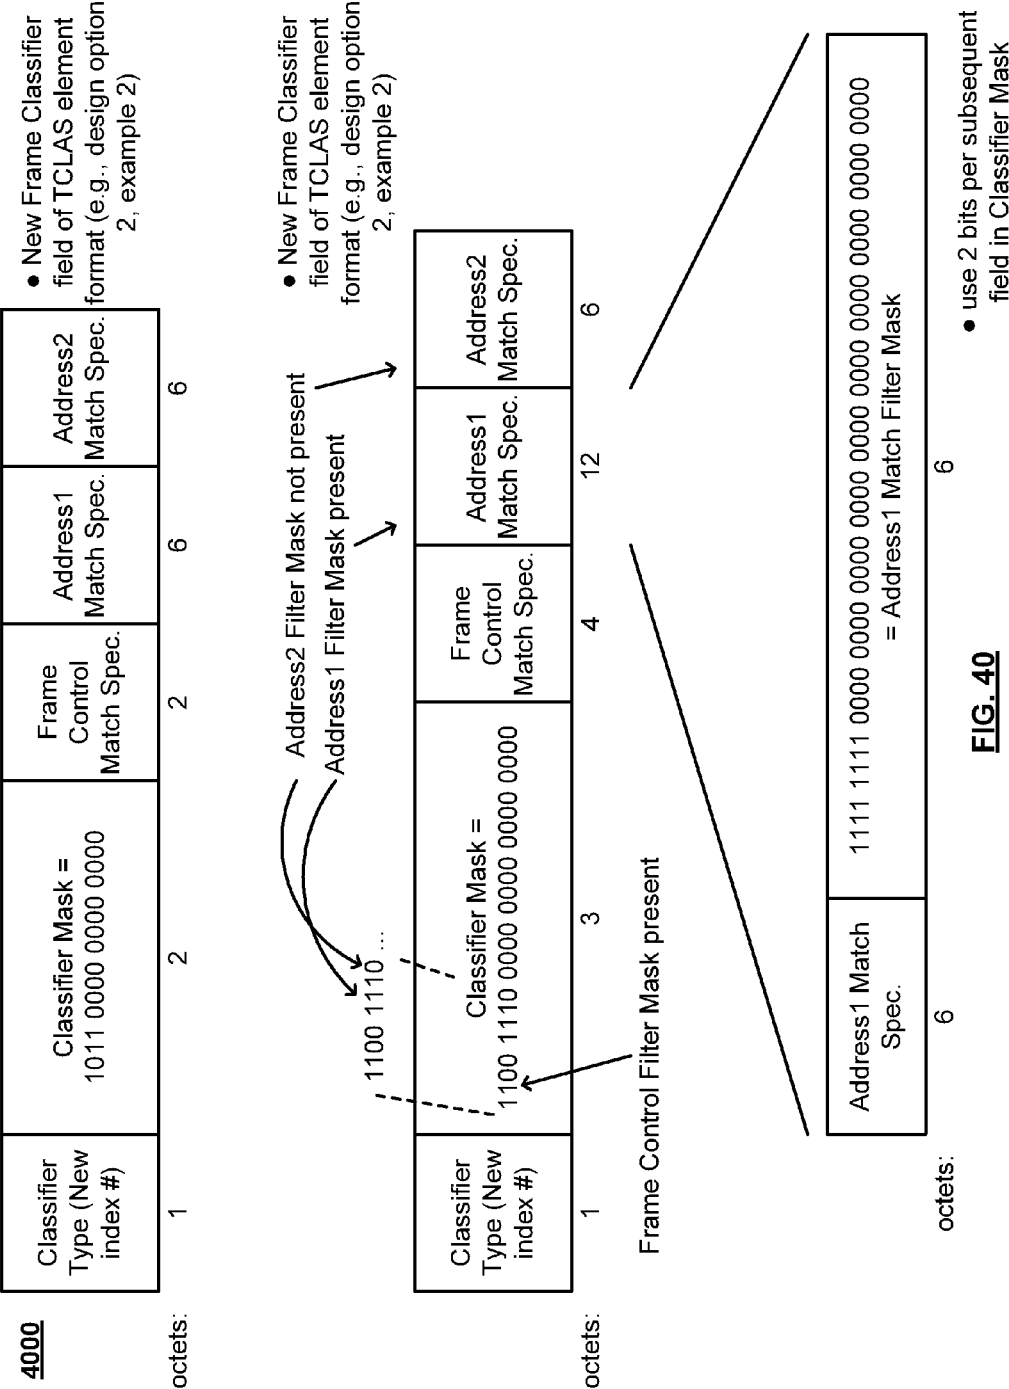 4000
Classifier
Type (New
index #)
Classifier Mask =
1011 0000 0000 0000
Frame
Control
Match Spec.
Address1
Match Spec.
Address2
Match Spec.
● New Frame Classifier
field of TCLAS element
format (e.g., design option
2, example 2)
octets:
1
2
2
6
6
Address2 Filter Mask not present
Address1 Filter Mask present
● New Frame Classifier
field of TCLAS element
format (e.g., design option
2, example 2)
1100 1110 ...
Classifier
Type (New
index #)
Classifier Mask =
1100 1110 0000 0000 0000 0000
Frame
Control
Match Spec.
Address1
Match Spec.
Address2
Match Spec.
octets:
1
3
4
12
6
Frame Control Filter Mask present
Address1 Match
Spec.
1111 1111 0000 0000 0000 0000 0000 0000 0000 0000 0000 0000
= Address1 Match Filter Mask
octets:
6
6
● use 2 bits per subsequent
field in Classifier Mask
FIG. 40